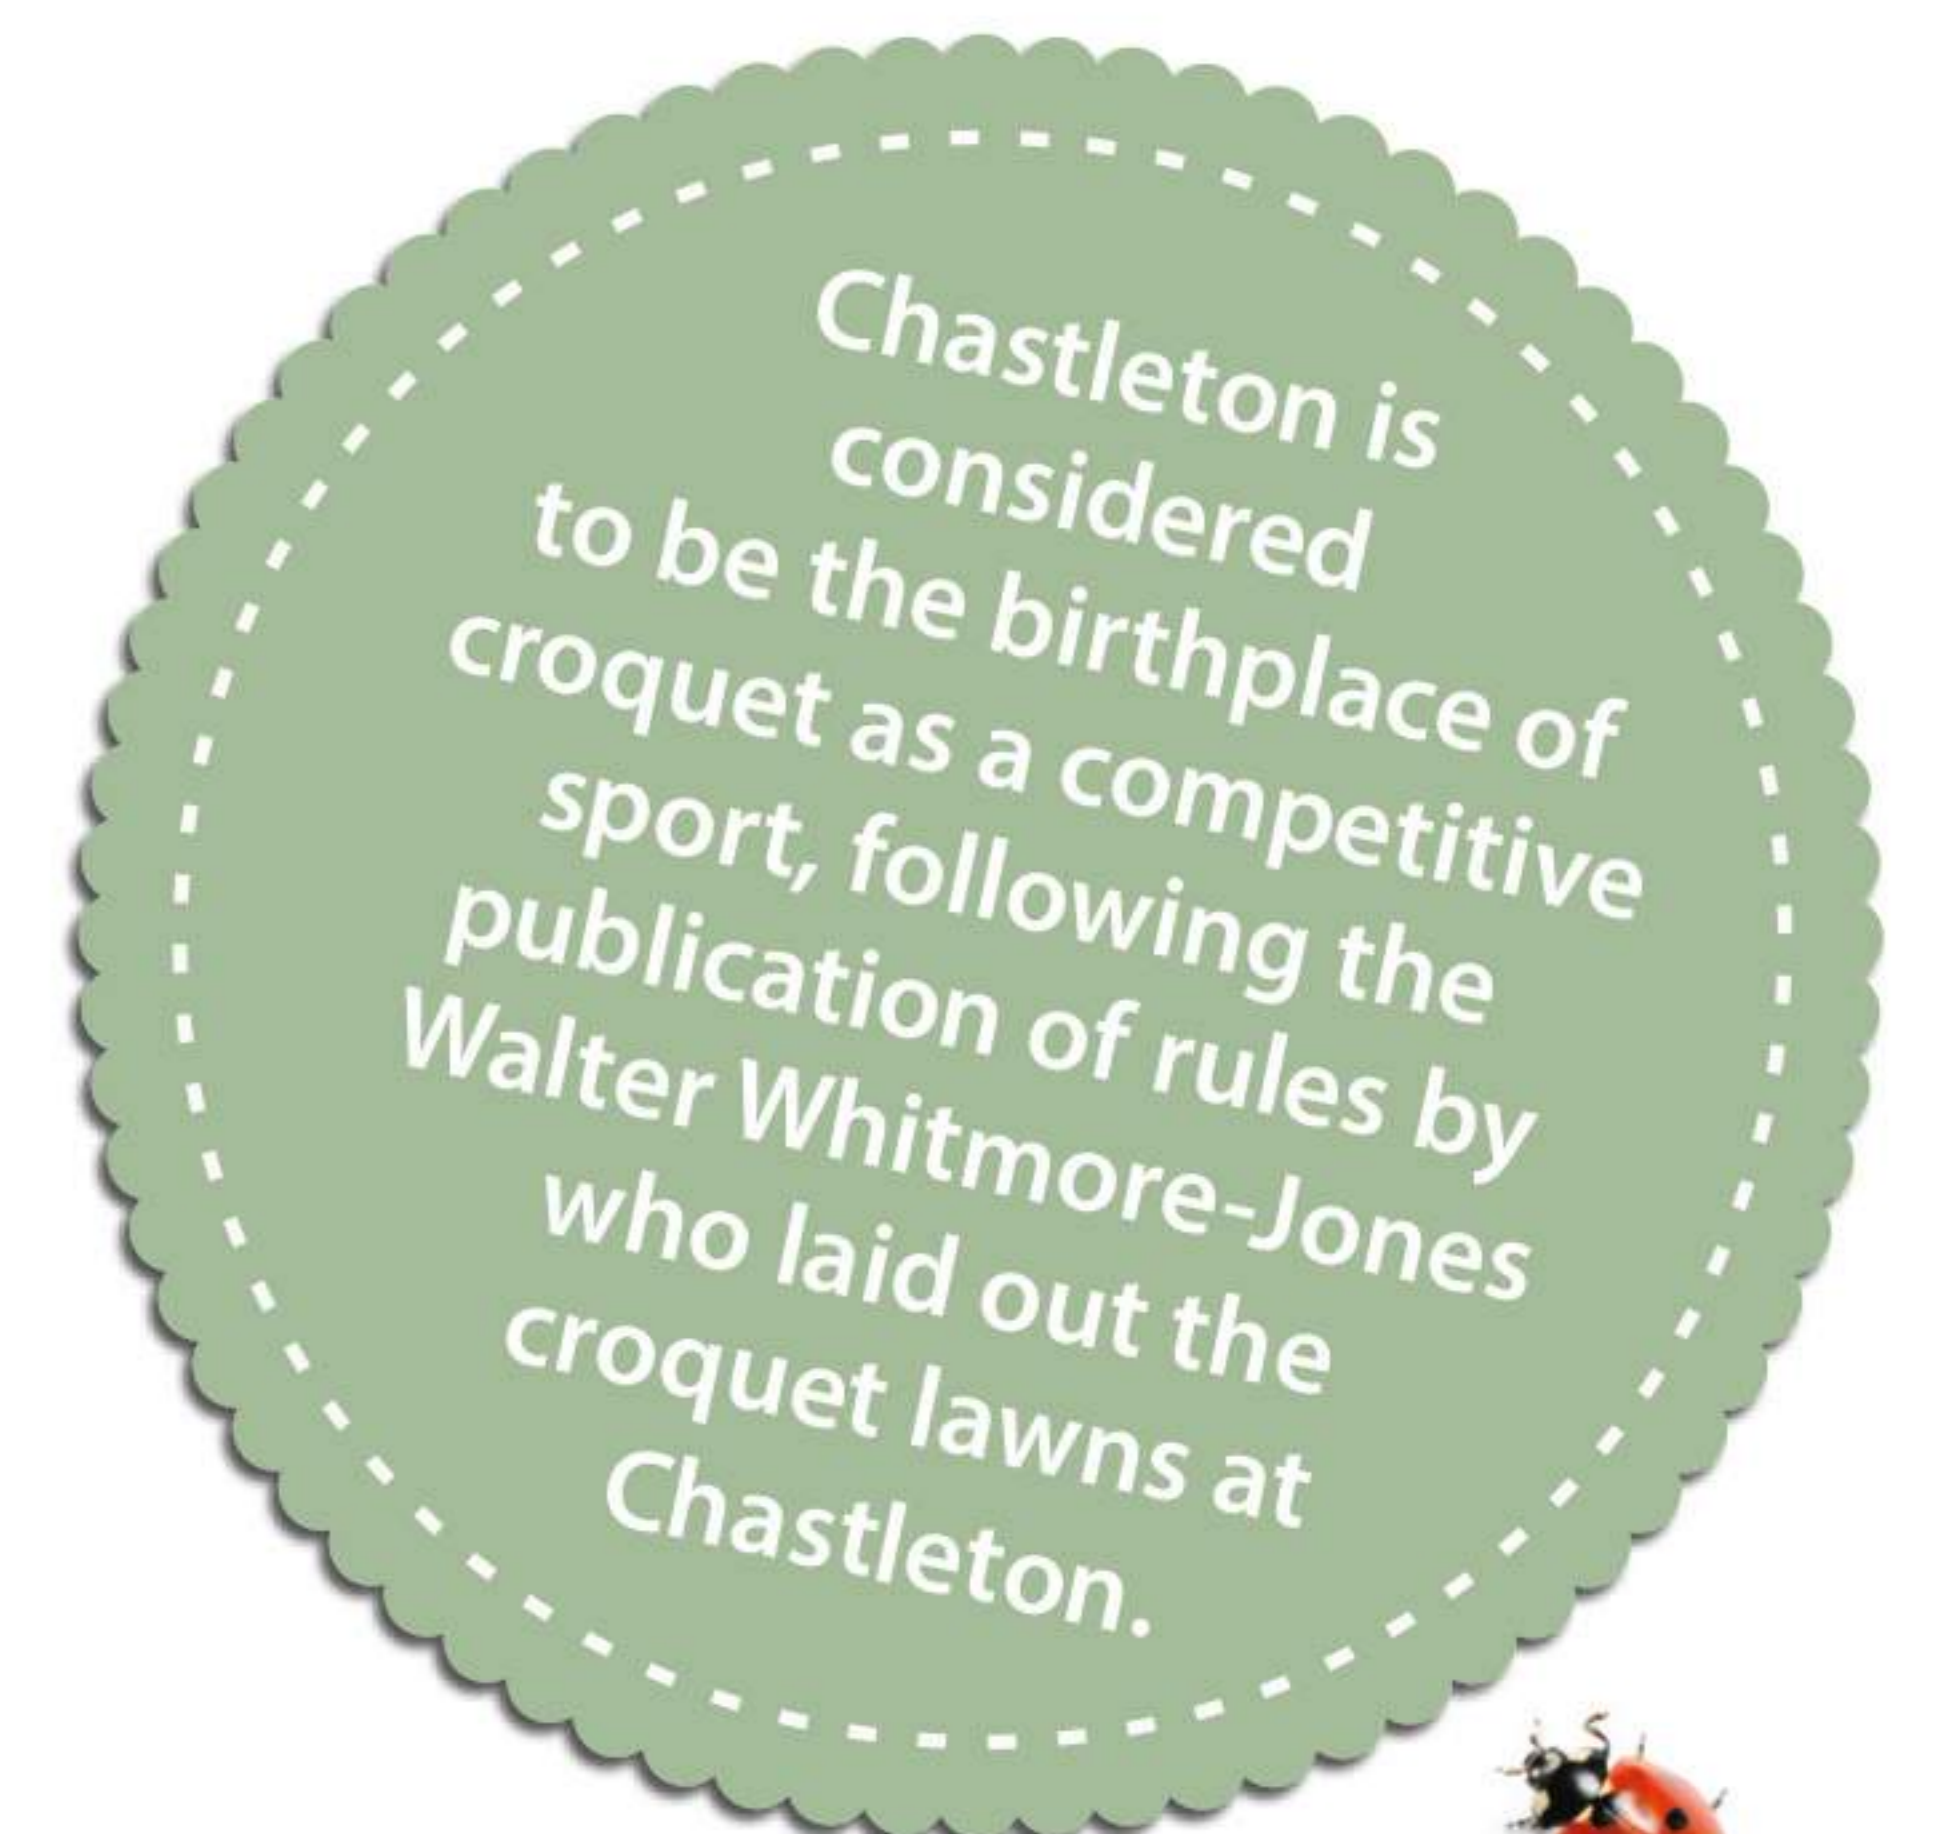 Chastleton is
considered
to be the birthplace of
croquet as a competitive
sport, following the
publication of rules by
Walter Whitmore-Jones
who laid out the
croquet lawns at
Chastleton.